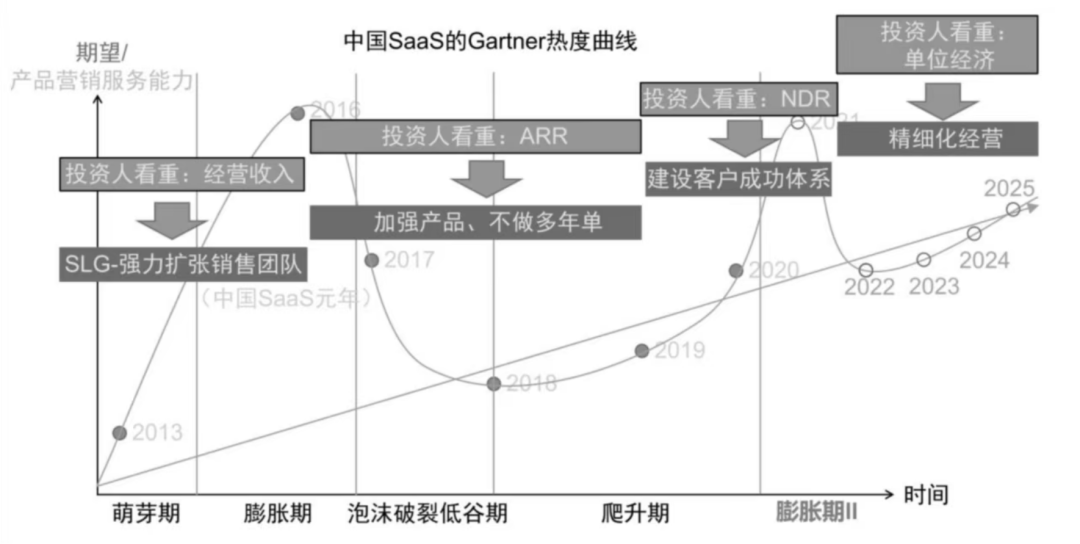 中国SaaS的Gartner热度曲线
期望/
产品营销服务能力
投资人看重：经营收入
SLG-强力扩张销售团队
（中国SaaS元年）
投资人看重：ARR
加强产品、不做多年单
投资人看重：NDR
建设客户成功体系
投资人看重：
单位经济
精细化经营
2013
2016
2017
2018
2019
2020
2021
2022
2023
2024
2025
时间
萌芽期
膨胀期
泡沫破裂低谷期
爬升期
膨胀期II